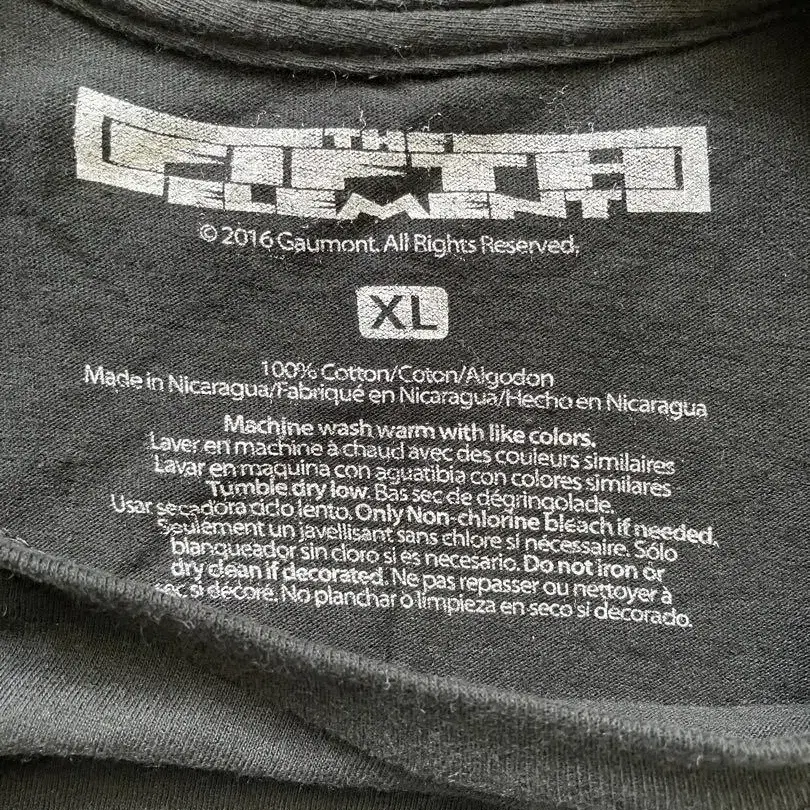 THE
FIFTH
ELEMENT
© 2016 Gaumont. All Rights Reserved.
XL
100% Cotton/Coton/Algodon
Made in Nicaragua/Fabriqué en Nicaragua/Hecho en Nicaragua
Machine wash warm with like colors.
Laver en machine à chaud avec des couleurs similaires
Lavar en maquina con aguatibia con colores similares
Tumble dry low. Bas sec de dégringolade.
Usar secadora ciclo lento. Only Non-chlorine bleach if needed.
Seulement un javellisant sans chlore si nécessaire. Sólo
blanqueador sin cloro si es necesario. Do not iron or
dry clean if decorated. Ne pas repasser ou nettoyer à
sec si décoré. No planchar o limpieza en seco si decorado.